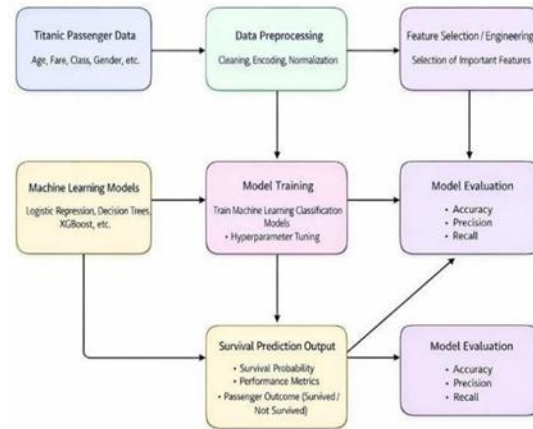 Titanic Passenger Data
Age, Fare, Class, Gender, etc.
Data Preprocessing
Cleaning, Encoding, Normalization
Feature Selection / Engineering
Selection of Important Features
Machine Learning Models
Logistic Regression, Decision Trees,
XGBoost, etc.
Model Training
Train Machine Learning Classification
Models
• Hyperparameter Tuning
Model Evaluation
• Accuracy
• Precision
• Recall
Survival Prediction Output
• Survival Probability
• Performance Metrics
• Passenger Outcome (Survived /
Not Survived)
Model Evaluation
• Accuracy
• Precision
• Recall